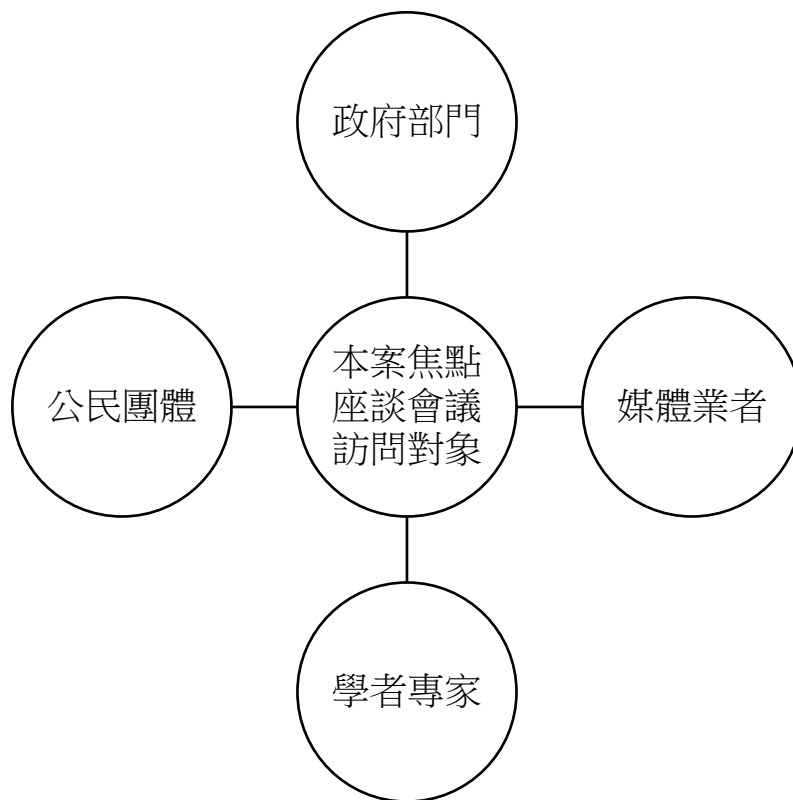 政府部門
公民團體
本案焦點
座談會議
訪問對象
媒體業者
學者專家